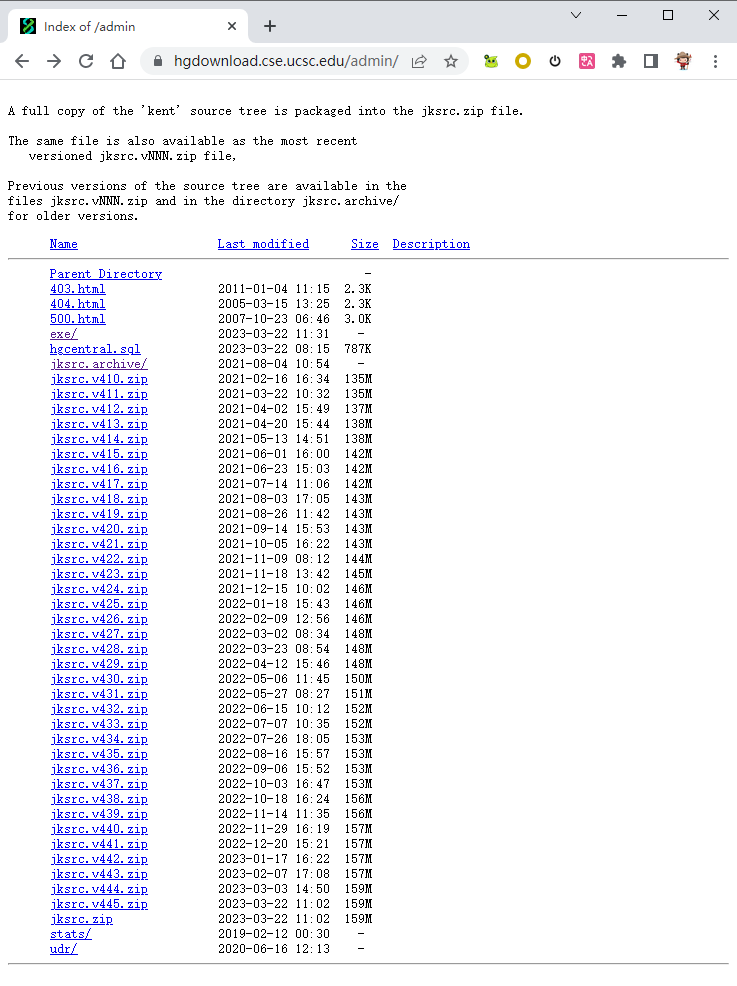 Index of /admin
hgdownload.cse.ucsc.edu/admin/
A full copy of the 'kent' source tree is packaged into the jksrc.zip file.
The same file is also available as the most recent
versioned jksrc.vNNN.zip file,
Previous versions of the source tree are available in the
files jksrc.vNNN.zip and in the directory jksrc.archive/
for older versions.
Name Last modified Size Description
Parent Directory -
403.html 2011-01-04 11:15 2.3K
404.html 2005-03-15 13:25 2.3K
500.html 2007-10-23 06:46 3.0K
exe/ 2023-03-22 11:31 -
hgcentral.sql 2023-03-22 08:15 787K
jksrc.archive/ 2021-08-04 10:54 -
jksrc.v410.zip 2021-02-16 16:34 135M
jksrc.v411.zip 2021-03-22 10:32 135M
jksrc.v412.zip 2021-04-02 15:49 137M
jksrc.v413.zip 2021-04-20 15:44 138M
jksrc.v414.zip 2021-05-13 14:51 138M
jksrc.v415.zip 2021-06-01 16:00 142M
jksrc.v416.zip 2021-06-23 15:03 142M
jksrc.v417.zip 2021-07-14 11:06 142M
jksrc.v418.zip 2021-08-03 17:05 143M
jksrc.v419.zip 2021-08-26 11:42 143M
jksrc.v420.zip 2021-09-14 15:53 143M
jksrc.v421.zip 2021-10-05 16:22 143M
jksrc.v422.zip 2021-11-09 08:12 144M
jksrc.v423.zip 2021-11-18 13:42 145M
jksrc.v424.zip 2021-12-15 10:02 146M
jksrc.v425.zip 2022-01-18 15:43 146M
jksrc.v426.zip 2022-02-09 12:56 146M
jksrc.v427.zip 2022-03-02 08:34 148M
jksrc.v428.zip 2022-03-23 08:54 148M
jksrc.v429.zip 2022-04-12 15:46 148M
jksrc.v430.zip 2022-05-06 11:45 150M
jksrc.v431.zip 2022-05-27 08:27 151M
jksrc.v432.zip 2022-06-15 10:12 152M
jksrc.v433.zip 2022-07-07 10:35 152M
jksrc.v434.zip 2022-07-26 18:05 153M
jksrc.v435.zip 2022-08-16 15:57 153M
jksrc.v436.zip 2022-09-06 15:52 153M
jksrc.v437.zip 2022-10-03 16:47 153M
jksrc.v438.zip 2022-10-18 16:24 156M
jksrc.v439.zip 2022-11-14 11:35 156M
jksrc.v440.zip 2022-11-29 16:19 157M
jksrc.v441.zip 2022-12-20 15:21 157M
jksrc.v442.zip 2023-01-17 16:22 157M
jksrc.v443.zip 2023-02-07 17:08 157M
jksrc.v444.zip 2023-03-03 14:50 159M
jksrc.v445.zip 2023-03-22 11:02 159M
jksrc.zip 2023-03-22 11:02 159M
stats/ 2019-02-12 00:30 -
udr/ 2020-06-16 12:13 -